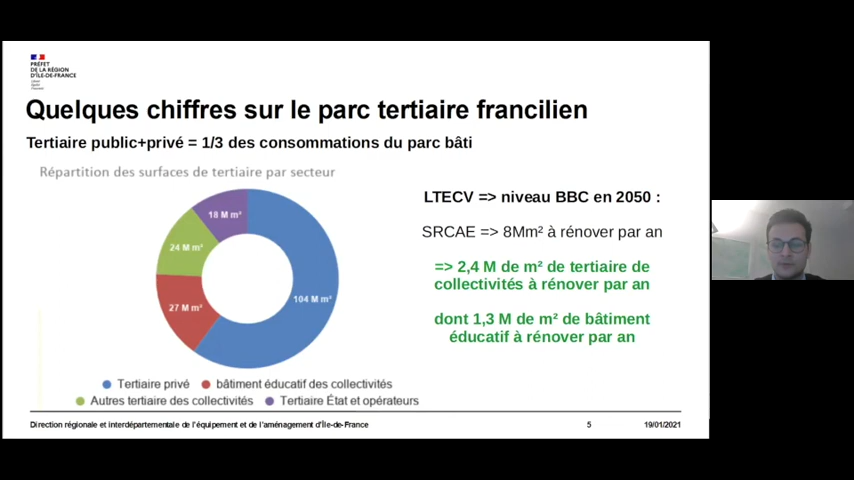 PRÉFET
DE LA RÉGION
D'ÎLE-DE-FRANCE
Quelques chiffres sur le parc tertiaire francilien
Tertiaire public+privé = 1/3 des consommations du parc bâti
Répartition des surfaces de tertiaire par secteur
18 M m²
24 M m²
27 M m²
104 M m²
Tertiaire privé
bâtiment éducatif des collectivités
Autres tertiaire des collectivités
Tertiaire État et opérateurs
LTECV => niveau BBC en 2050 :
SRCAE => 8Mm² à rénover par an
=> 2,4 M de m² de tertiaire de
collectivités à rénover par an
dont 1,3 M de m² de bâtiment
éducatif à rénover par an
Direction régionale et interdépartementale de l'équipement et de l'aménagement d'Île-de-France
5
19/01/2021